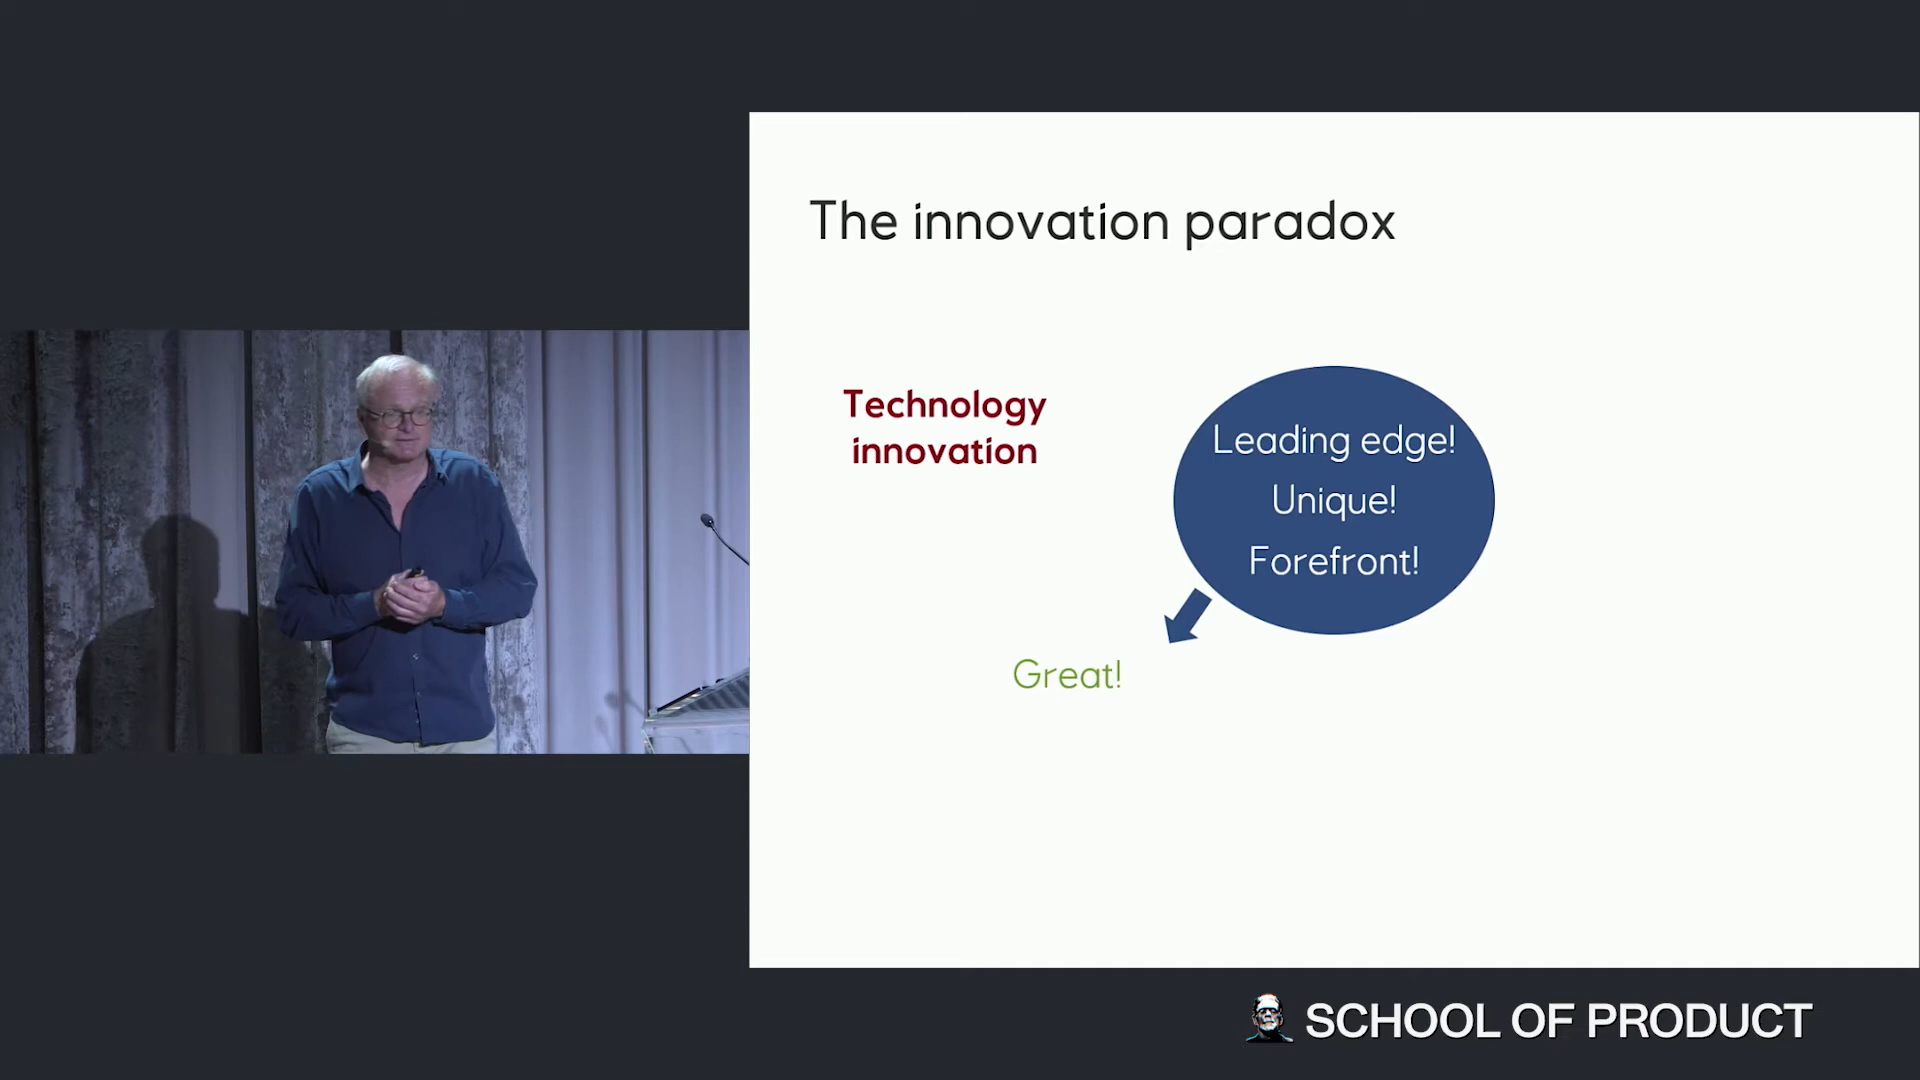 The innovation paradox
Technology
innovation
Leading edge!
Unique!
Forefront!
Great!
SCHOOL OF PRODUCT